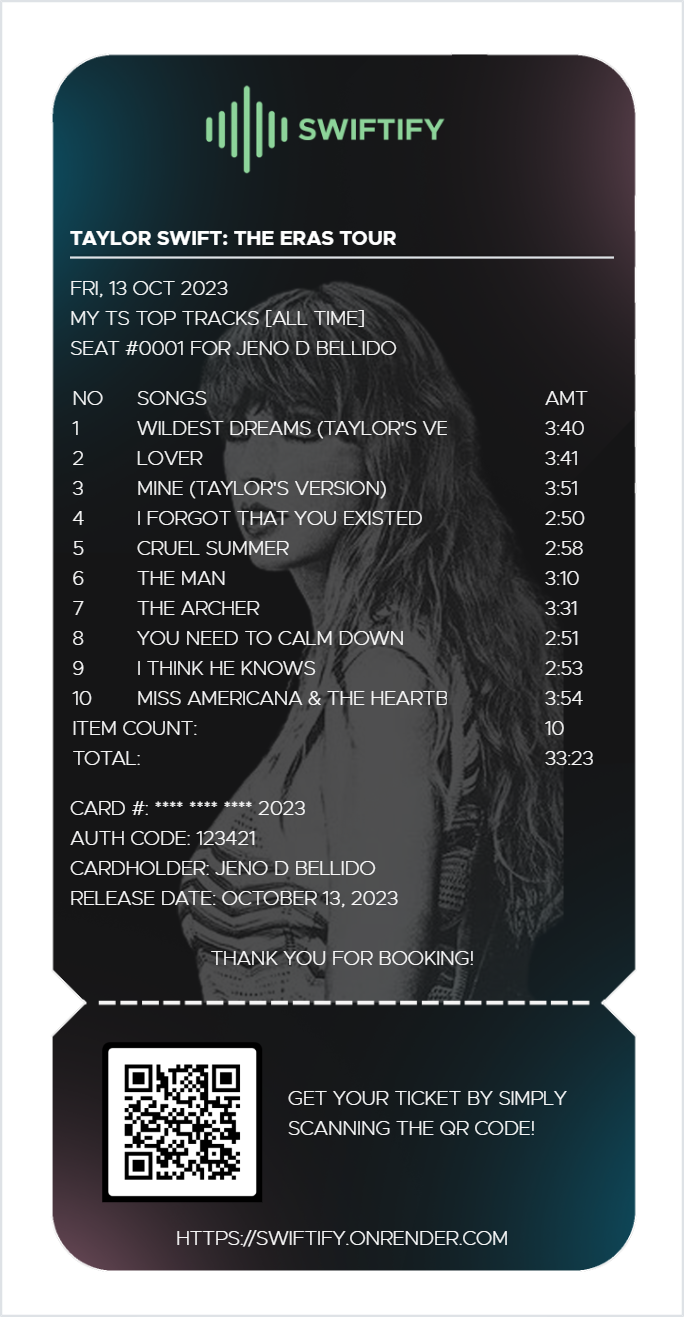 SWIFTIFY
TAYLOR SWIFT: THE ERAS TOUR
FRI, 13 OCT 2023
MY TS TOP TRACKS [ALL TIME]
SEAT #0001 FOR JENO D BELLIDO
NO SONGS AMT
1 WILDEST DREAMS (TAYLOR'S VE 3:40
2 LOVER 3:41
3 MINE (TAYLOR'S VERSION) 3:51
4 I FORGOT THAT YOU EXISTED 2:50
5 CRUEL SUMMER 2:58
6 THE MAN 3:10
7 THE ARCHER 3:31
8 YOU NEED TO CALM DOWN 2:51
9 I THINK HE KNOWS 2:53
10 MISS AMERICANA & THE HEARTB 3:54
ITEM COUNT: 10
TOTAL: 33:23
CARD #: **** **** **** 2023
AUTH CODE: 123421
CARDHOLDER: JENO D BELLIDO
RELEASE DATE: OCTOBER 13, 2023
THANK YOU FOR BOOKING!
GET YOUR TICKET BY SIMPLY
SCANNING THE QR CODE!
HTTPS://SWIFTIFY.ONRENDER.COM